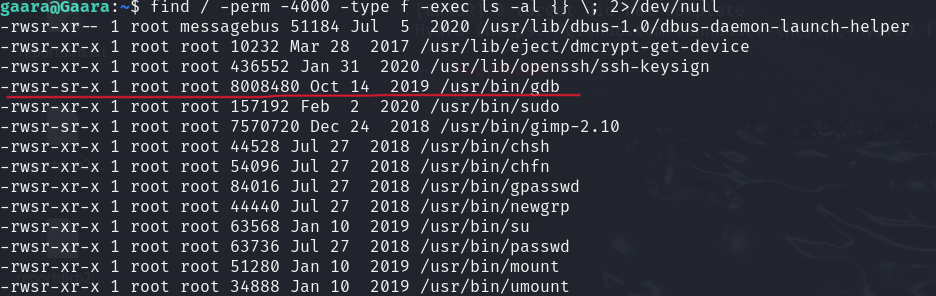 gaara@Gaara:~$ find / -perm -4000 -type f -exec ls -al {} \; 2>/dev/null
-rwsr-xr-- 1 root messagebus 51184 Jul  5  2020 /usr/lib/dbus-1.0/dbus-daemon-launch-helper
-rwsr-xr-x 1 root root 10232 Mar 28  2017 /usr/lib/eject/dmcrypt-get-device
-rwsr-xr-x 1 root root 436552 Jan 31  2020 /usr/lib/openssh/ssh-keysign
-rwsr-sr-x 1 root root 8008480 Oct 14  2019 /usr/bin/gdb
-rwsr-xr-x 1 root root 157192 Feb  2  2020 /usr/bin/sudo
-rwsr-sr-x 1 root root 7570720 Dec 24  2018 /usr/bin/gimp-2.10
-rwsr-xr-x 1 root root 44528 Jul 27  2018 /usr/bin/chsh
-rwsr-xr-x 1 root root 54096 Jul 27  2018 /usr/bin/chfn
-rwsr-xr-x 1 root root 84016 Jul 27  2018 /usr/bin/gpasswd
-rwsr-xr-x 1 root root 44440 Jul 27  2018 /usr/bin/newgrp
-rwsr-xr-x 1 root root 63568 Jan 10  2019 /usr/bin/su
-rwsr-xr-x 1 root root 63736 Jul 27  2018 /usr/bin/passwd
-rwsr-xr-x 1 root root 51280 Jan 10  2019 /usr/bin/mount
-rwsr-xr-x 1 root root 34888 Jan 10  2019 /usr/bin/umount